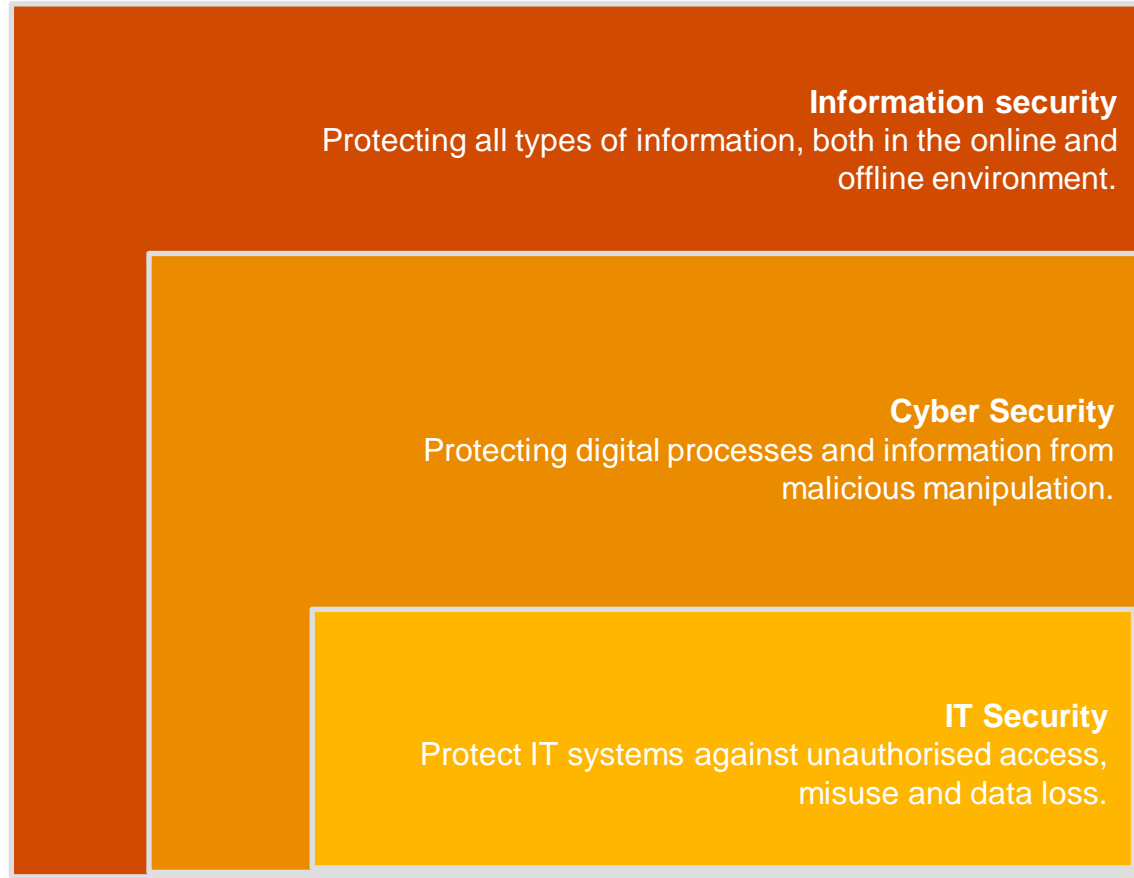 Information security
Protecting all types of information, both in the online and
offline environment.
Cyber Security
Protecting digital processes and information from
malicious manipulation.
IT Security
Protect IT systems against unauthorised access,
misuse and data loss.